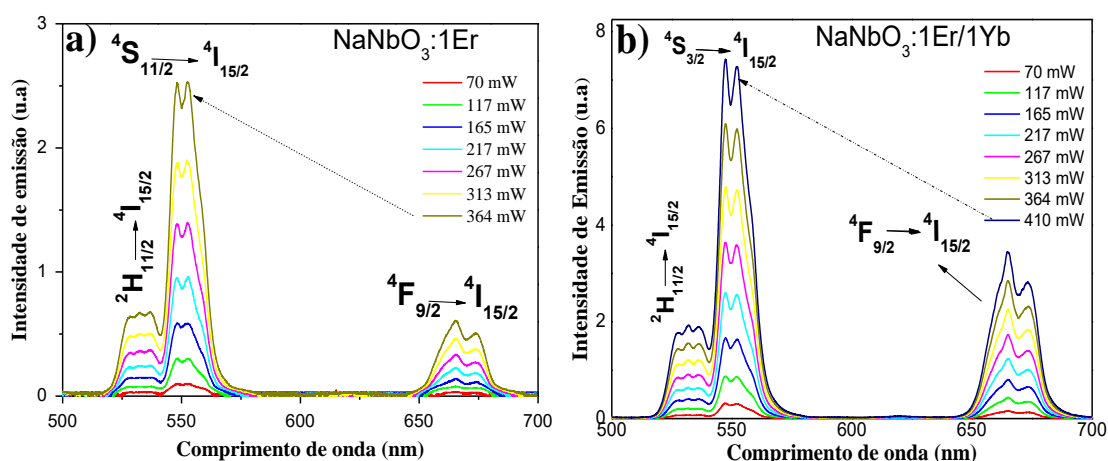 a)
NaNbO₃:1Er
⁴S₁₁/₂ → ⁴I₁₅/₂
²H₁₁/₂ → ⁴I₁₅/₂
⁴F₉/₂ → ⁴I₁₅/₂
70 mW
117 mW
165 mW
217 mW
267 mW
313 mW
364 mW
Intensidade de emissão (u.a)
3
2
1
0
500
550
600
650
700
Comprimento de onda (nm)
b)
NaNbO₃:1Er/1Yb
⁴S₃/₂ → ⁴I₁₅/₂
²H₁₁/₂ → ⁴I₁₅/₂
⁴F₉/₂ → ⁴I₁₅/₂
70 mW
117 mW
165 mW
217 mW
267 mW
313 mW
364 mW
410 mW
Intensidade de Emissão (u.a)
8
6
4
2
0
500
550
600
650
700
Comprimento de onda (nm)